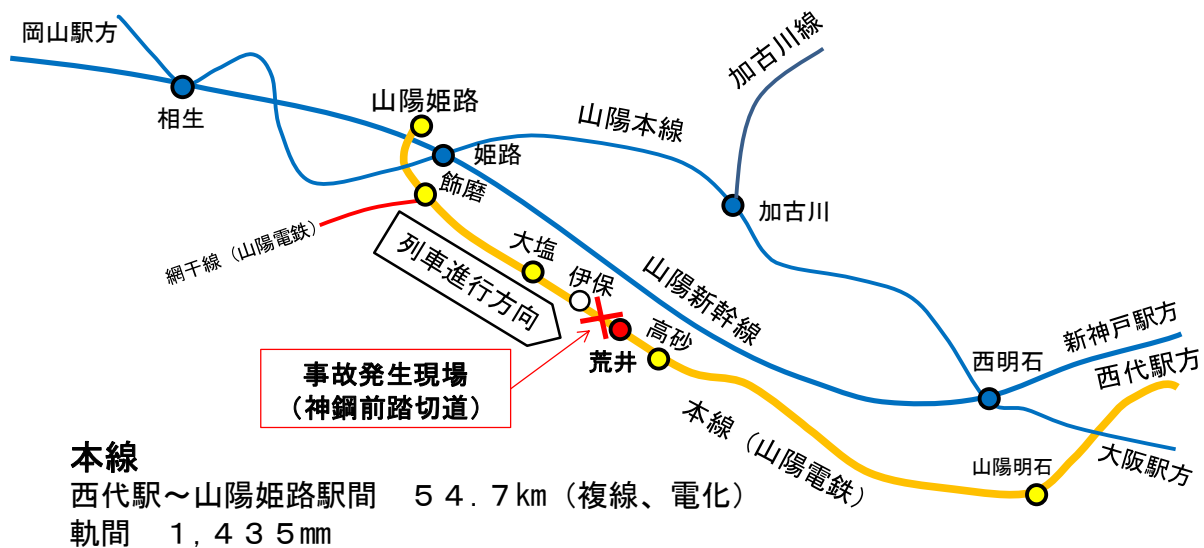 岡山駅方
加古川線
相生
山陽姫路
山陽本線
姫路
飾磨
加古川
網干線（山陽電鉄）
大塩
列車進行方向
伊保
山陽新幹線
高砂
荒井
新神戸駅方
西明石
西代駅方
事故発生現場
（神鋼前踏切道）
本線（山陽電鉄）
大阪駅方
山陽明石
本線
西代駅～山陽姫路駅間　５４.７㎞（複線、電化）
軌間　１,４３５㎜